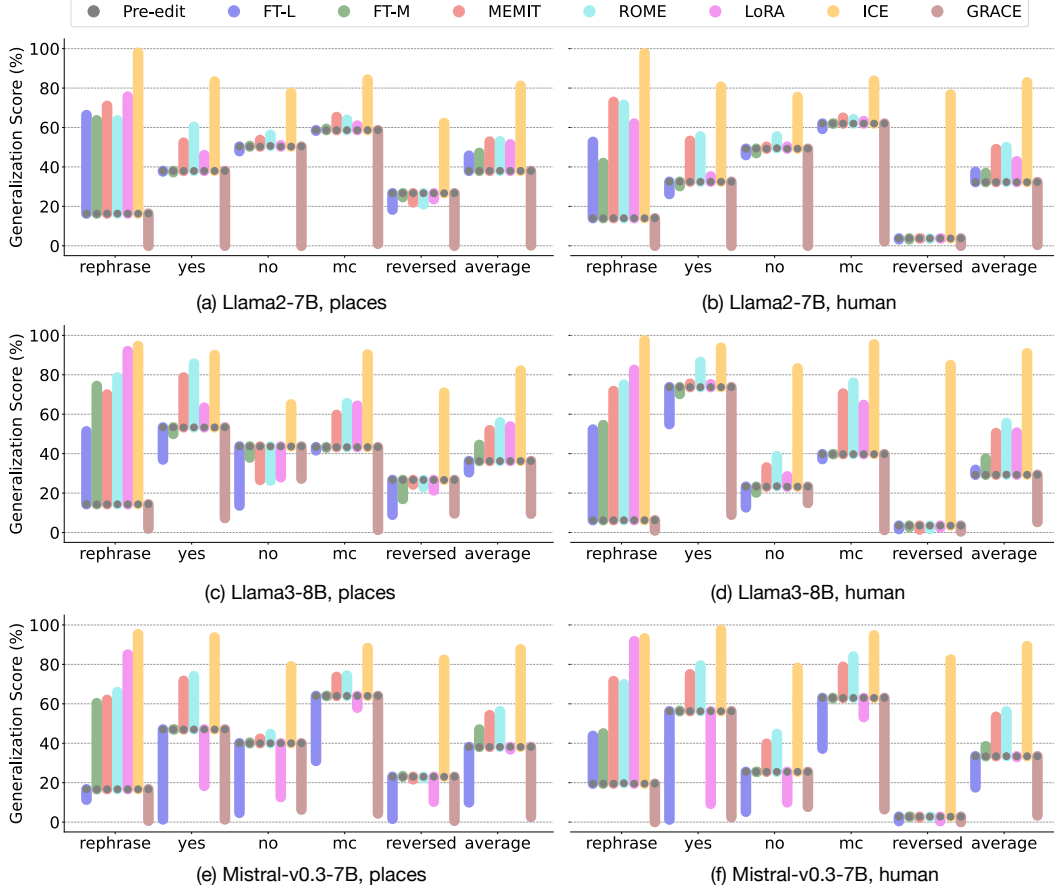 Pre-edit FT-L FT-M MEMIT ROME LoRA ICE GRACE
Generalization Score (%)
100
80
60
40
20
0
rephrase yes no mc reversed average
rephrase yes no mc reversed average
(a) Llama2-7B, places
(b) Llama2-7B, human
Generalization Score (%)
100
80
60
40
20
0
rephrase yes no mc reversed average
rephrase yes no mc reversed average
(c) Llama3-8B, places
(d) Llama3-8B, human
Generalization Score (%)
100
80
60
40
20
0
rephrase yes no mc reversed average
rephrase yes no mc reversed average
(e) Mistral-v0.3-7B, places
(f) Mistral-v0.3-7B, human